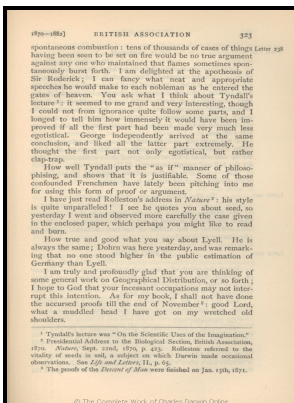 1870—1882] BRITISH ASSOCIATION 323
spontaneous combustion: tens of thousands of cases of things Letter 238
having been seen to be set on fire would be no true argument
against any one who maintained that flames sometimes spon-
taneously burst forth. I am delighted at the apotheosis of
Sir Roderick; I can fancy what neat and appropriate
speeches he would make to each nobleman as he entered the
gates of heaven. You ask what I think about Tyndall's
lecture¹: it seemed to me grand and very interesting, though
I could not from ignorance quite follow some parts, and I
longed to tell him how immensely it would have been im-
proved if all the first part had been made very much less
egotistical. George independently arrived at the same
conclusion, and liked all the latter part extremely. He
thought the first part not only egotistical, but rather
clap-trap.
How well Tyndall puts the "as if" manner of philoso-
phising, and shows that it is justifiable. Some of those
confounded Frenchmen have lately been pitching into me
for using this form of proof or argument.
I have just read Rolleston's address in Nature²: his style
is quite unparalleled! I see he quotes you about seed, so
yesterday I went and observed more carefully the case given
in the enclosed paper, which perhaps you might like to read
and burn.
How true and good what you say about Lyell. He is
always the same; Dohrn was here yesterday, and was remark-
ing that no one stood higher in the public estimation of
Germany than Lyell.
I am truly and profoundly glad that you are thinking of
some general work on Geographical Distribution, or so forth;
I hope to God that your incessant occupations may not inter-
rupt this intention. As for my book, I shall not have done
the accursed proofs till the end of November³: good Lord,
what a muddled head I have got on my wretched old
shoulders.
¹ Tyndall's lecture was "On the Scientific Uses of the Imagination."
² Presidential Address to the Biological Section, British Association,
1870. Nature, Sept. 22nd, 1870, p. 423. Rolleston referred to the
vitality of seeds in soil, a subject on which Darwin made occasional
observations. See Life and Letters, II., p. 65.
³ The proofs of the Descent of Man were finished on Jan. 15th, 1871.
© The Complete Work of Charles Darwin Online